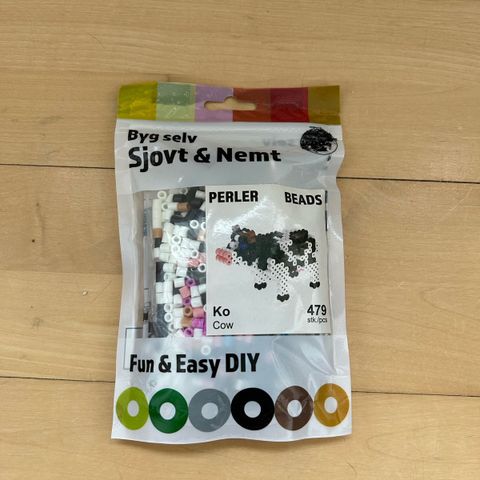 Byg selv
Sjovt & Nemt
PERLER BEADS
Ko
Cow
479
stk./pcs
Fun & Easy DIY